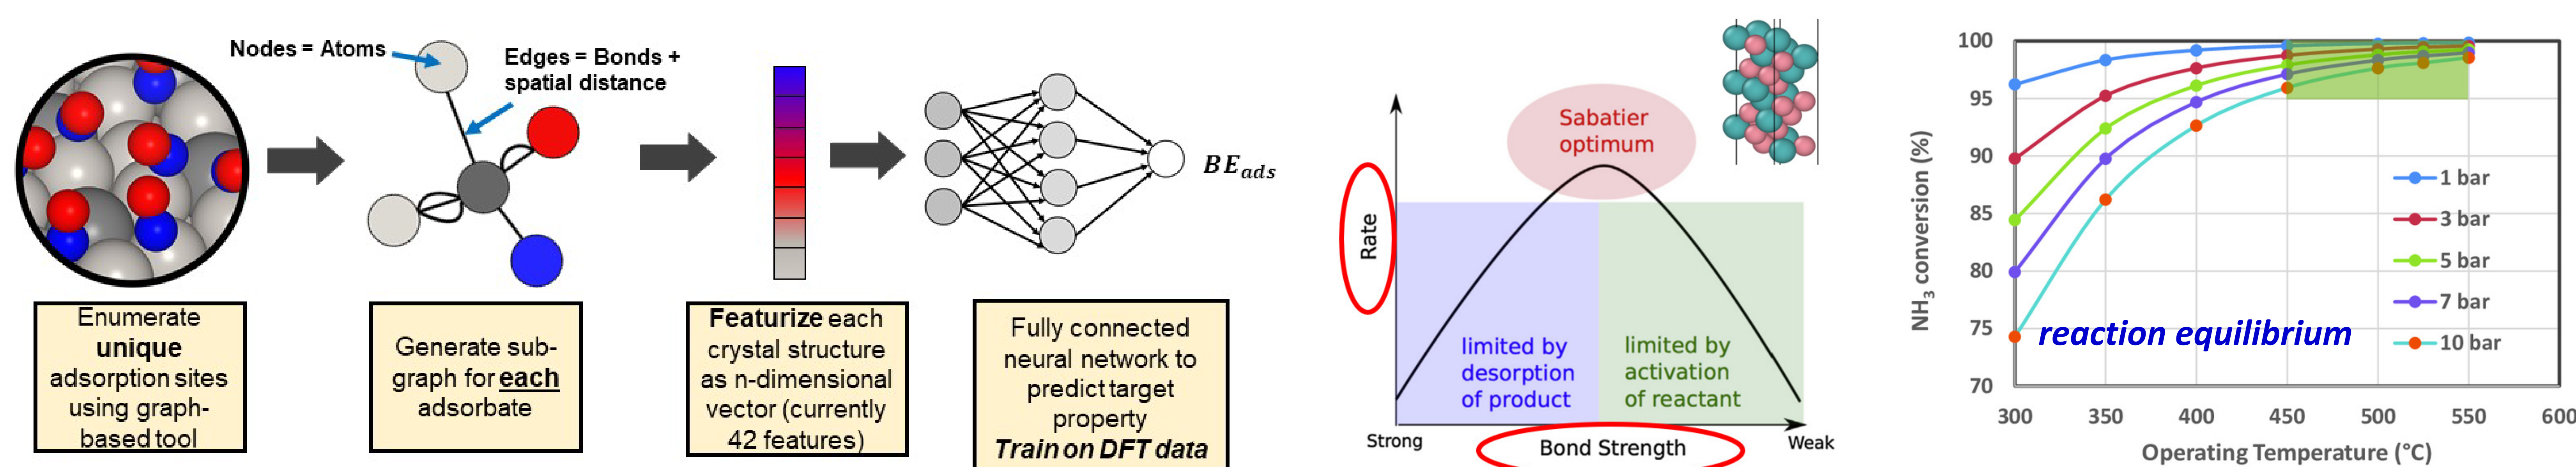 Nodes = Atoms
Edges = Bonds +
spatial distance
BE_ads
Enumerate
unique
adsorption sites
using graph-
based tool
Generate sub-
graph for each
adsorbate
Featurize each
crystal structure
as n-dimensional
vector (currently
42 features)
Fully connected
neural network to
predict target
property
Train on DFT data
Sabatier
optimum
Rate
limited by
desorption
of product
limited by
activation
of reactant
Strong
Bond Strength
Weak
NH₃ conversion (%)
100
95
90
85
80
75
70
1 bar
3 bar
5 bar
7 bar
10 bar
reaction equilibrium
300 350 400 450 500 550 600
Operating Temperature (°C)